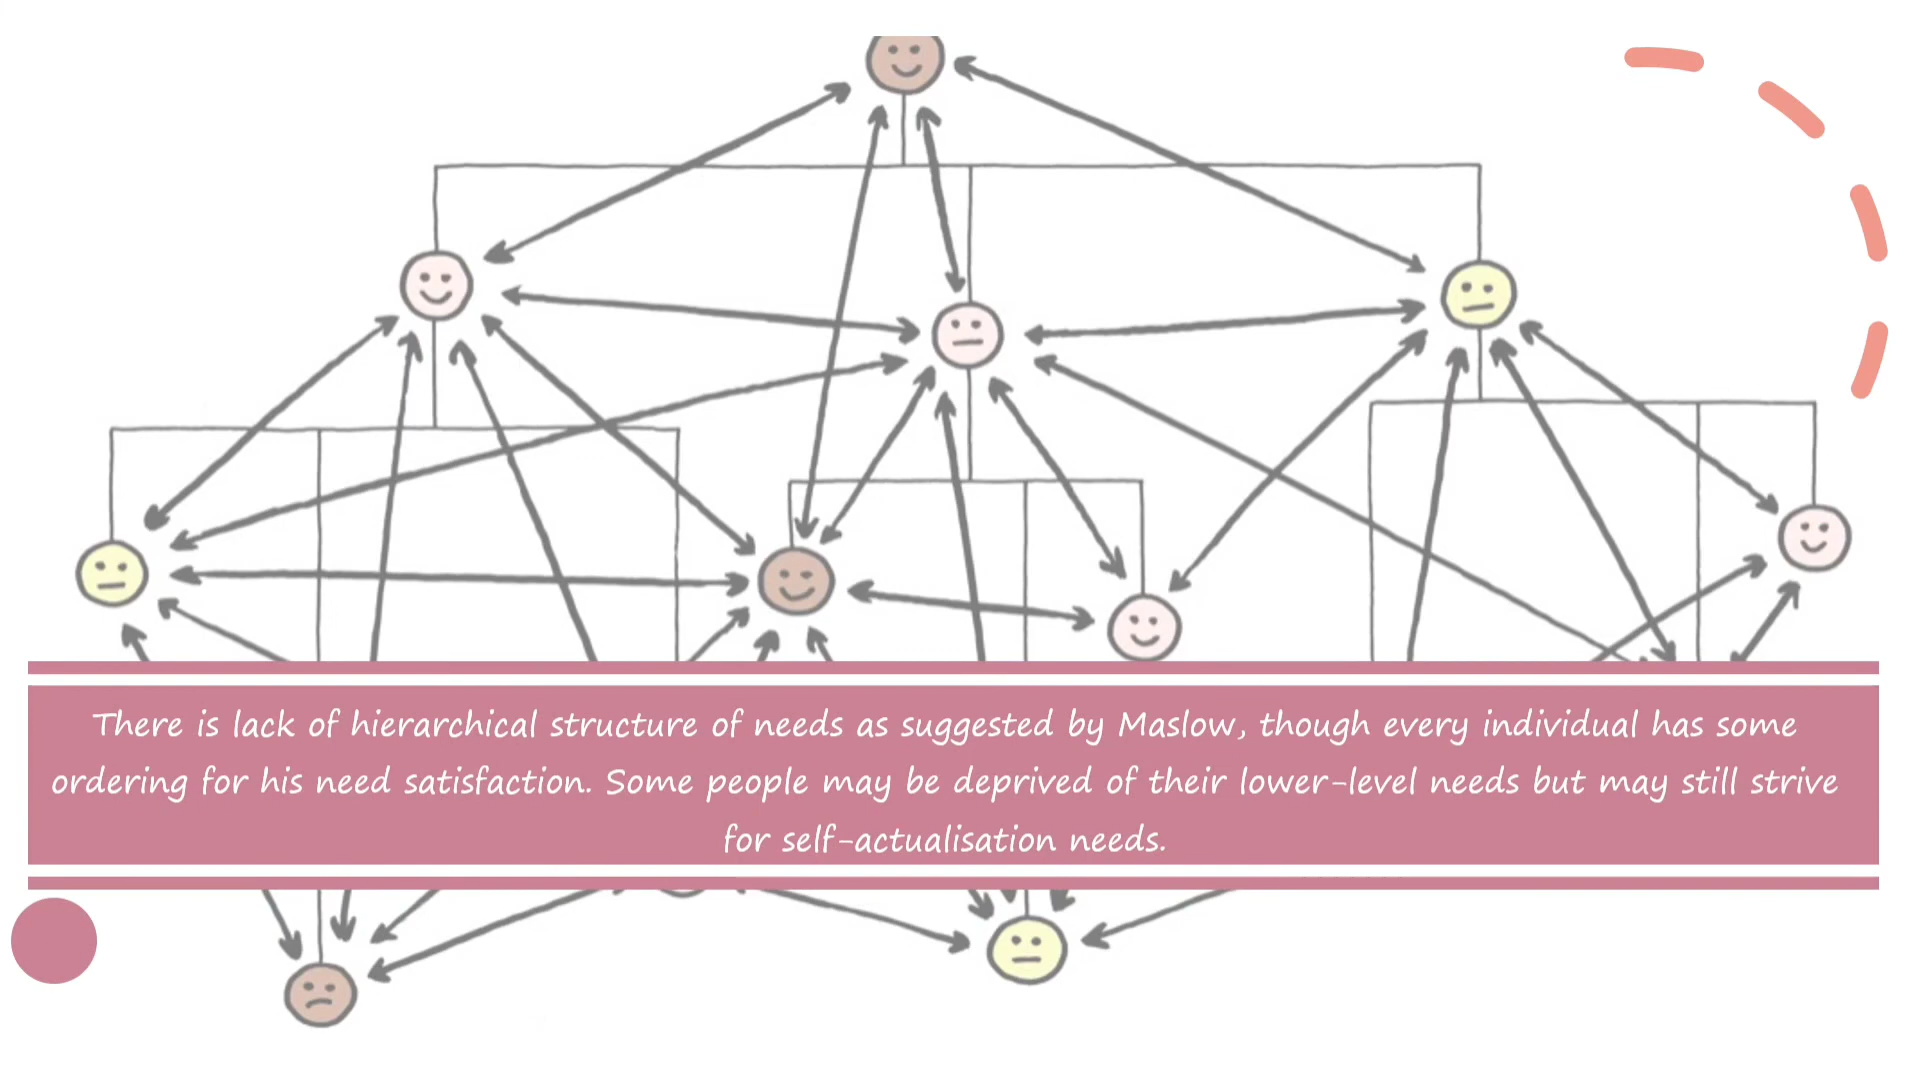 There is lack of hierarchical structure of needs as suggested by Maslow, though every individual has some
ordering for his need satisfaction. Some people may be deprived of their lower-level needs but may still strive
for self-actualisation needs.